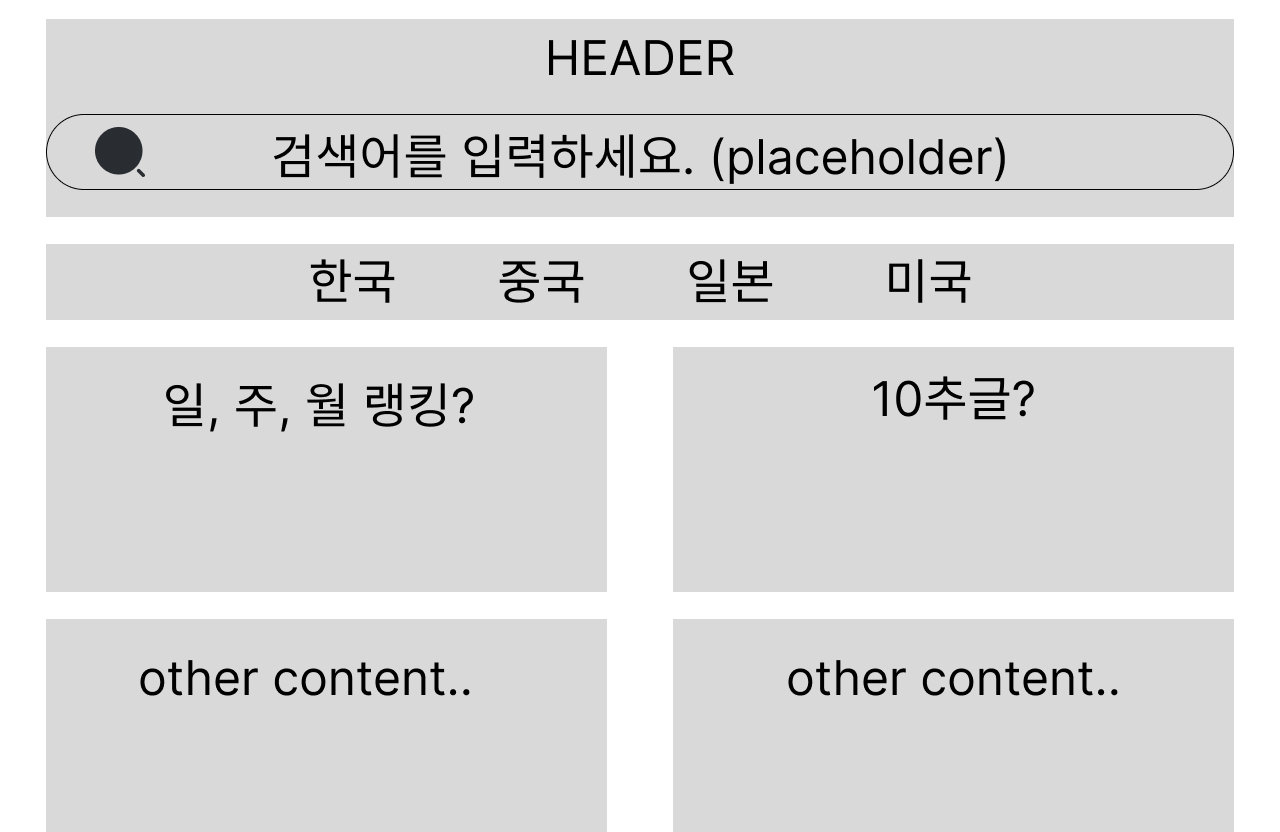 HEADER
검색어를 입력하세요. (placeholder)
한국 중국 일본 미국
일, 주, 월 랭킹?
10추글?
other content..
other content..